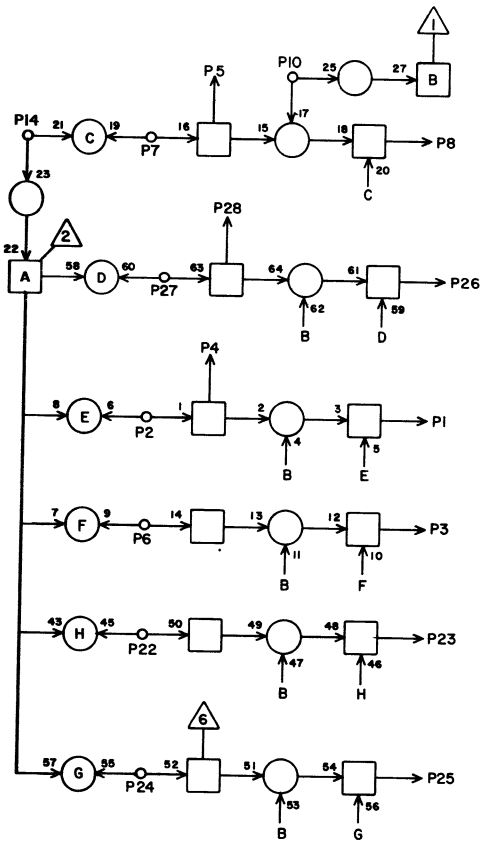 1
P5 P10 25 27 B
P14 21 C 19 P7 16 15 17 18 P8
20
C
23
P28
22 A 2 58 D 60 P27 63 64 61 P26
62 59
B D
P4
8 E 6 P2 1 2 3 P1
4 5
B E
7 F 9 P6 14 13 12 P3
11 10
B F
43 H 45 P22 50 49 48 P23
47 46
B H
6
57 G 55 P24 52 51 54 P25
53 56
B G